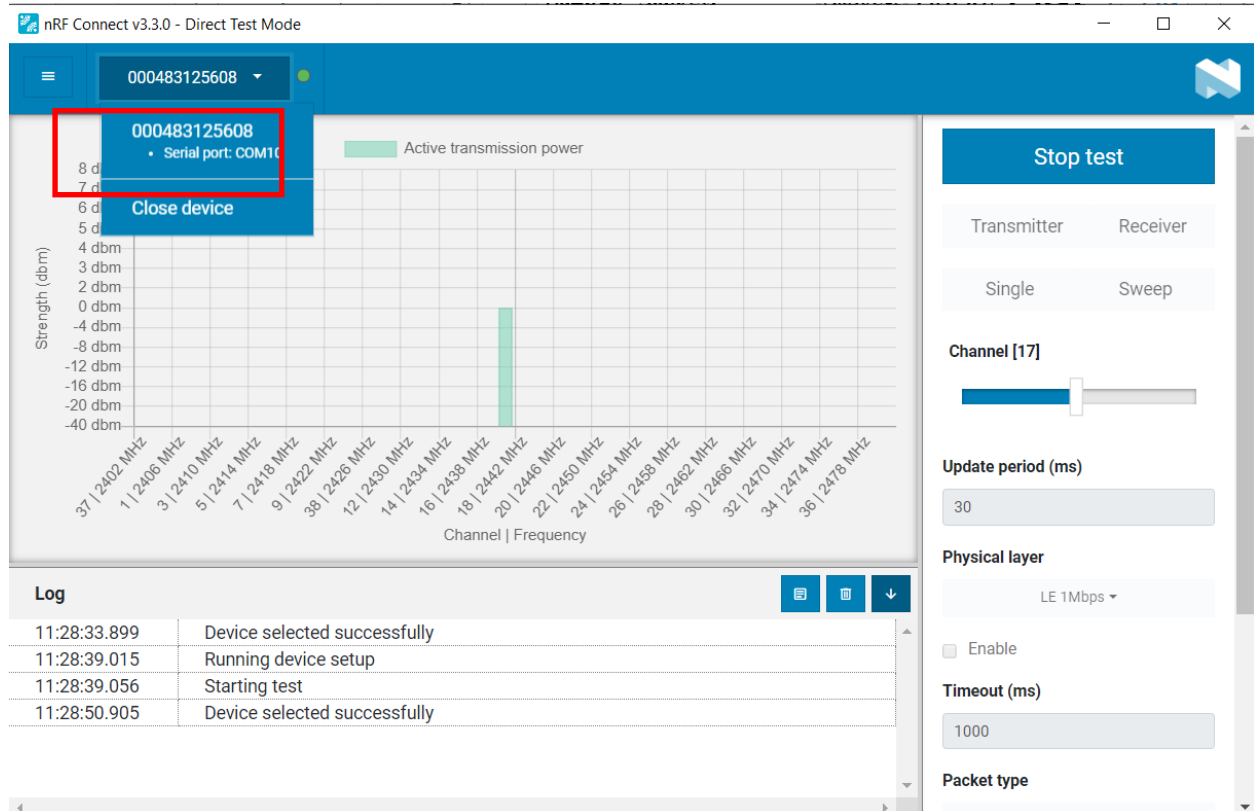 nRF Connect v3.3.0 - Direct Test Mode
000483125608
000483125608
• Serial port: COM10
Close device
Active transmission power
Strength (dbm)
8 d
7 d
6 d
5 d
4 dbm
3 dbm
2 dbm
0 dbm
-4 dbm
-8 dbm
-12 dbm
-16 dbm
-20 dbm
-40 dbm
37 | 2402 MHz
1 | 2406 MHz
3 | 2410 MHz
5 | 2414 MHz
7 | 2418 MHz
9 | 2422 MHz
38 | 2426 MHz
12 | 2430 MHz
14 | 2434 MHz
16 | 2438 MHz
18 | 2442 MHz
20 | 2446 MHz
22 | 2450 MHz
24 | 2454 MHz
26 | 2458 MHz
28 | 2462 MHz
30 | 2466 MHz
32 | 2470 MHz
34 | 2474 MHz
36 | 2478 MHz
Channel | Frequency
Log
11:28:33.899 Device selected successfully
11:28:39.015 Running device setup
11:28:39.056 Starting test
11:28:50.905 Device selected successfully
Stop test
Transmitter Receiver
Single Sweep
Channel [17]
Update period (ms)
30
Physical layer
LE 1Mbps
Enable
Timeout (ms)
1000
Packet type